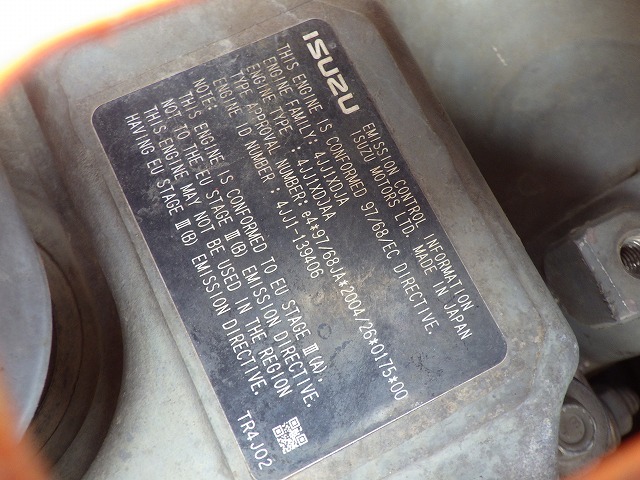 ISUZU
EMISSION CONTROL INFORMATION
ISUZU MOTORS LTD. MADE IN JAPAN
THIS ENGINE IS CONFORMED 97/68/EC DIRECTIVE.
ENGINE FAMILY: 4JJ1XDJA
ENGINE TYPE : 4JJ1XDJAA
TYPE APPROVAL NUMBER: e4*97/68JA*2004/26*0175*00
ENGINE ID NUMBER : 4JJ1-139406
NOTE:
THIS ENGINE IS CONFORMED TO EU STAGE Ⅲ(A),
NOT TO THE EU STAGE Ⅲ(B) EMISSION DIRECTIVE.
THIS ENGINE MAY NOT BE USED IN THE REGION
HAVING EU STAGE Ⅲ(B) EMISSION DIRECTIVE.
TR4J02